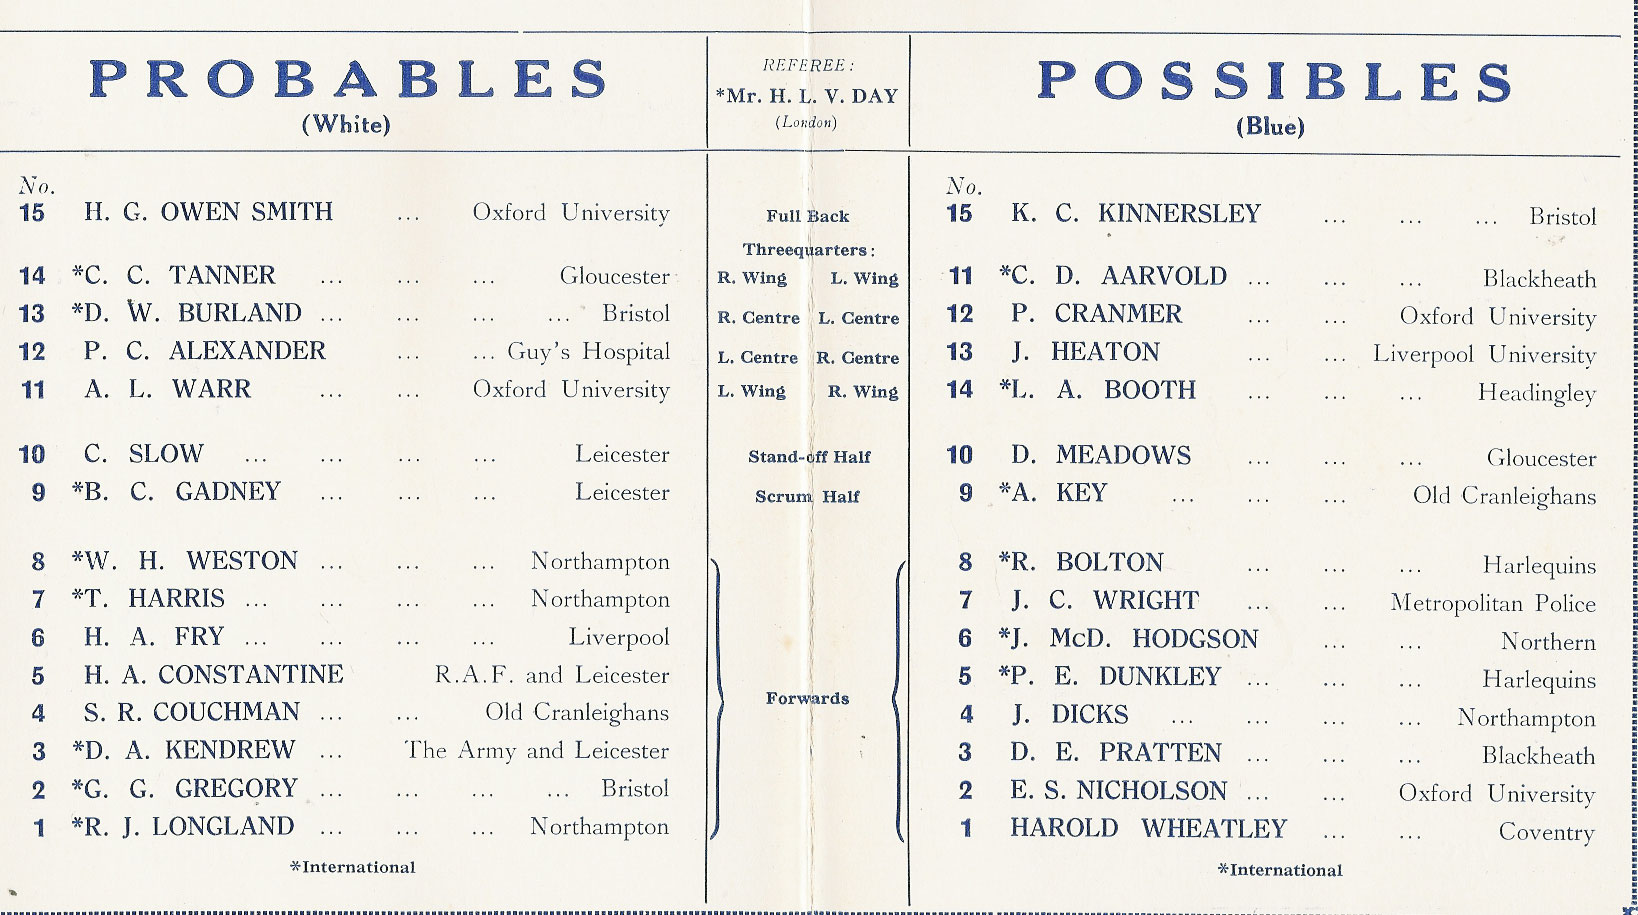 PROBABLES
(White)
REFEREE :
*Mr. H. L. V. DAY
(London)
POSSIBLES
(Blue)
No.
15 H. G. OWEN SMITH ... Oxford University
14 *C. C. TANNER ... ... ... Gloucester
13 *D. W. BURLAND ... ... ... ... Bristol
12 P. C. ALEXANDER ... ... Guy's Hospital
11 A. L. WARR ... ... Oxford University
10 C. SLOW ... ... ... ... Leicester
9 *B. C. GADNEY ... ... ... Leicester
8 *W. H. WESTON ... ... ... Northampton
7 *T. HARRIS ... ... ... ... Northampton
6 H. A. FRY ... ... ... ... Liverpool
5 H. A. CONSTANTINE R.A.F. and Leicester
4 S. R. COUCHMAN ... ... Old Cranleighans
3 *D. A. KENDREW ... The Army and Leicester
2 *G. G. GREGORY ... ... ... ... Bristol
1 *R. J. LONGLAND ... ... ... Northampton
*International
Full Back
Threequarters :
R. Wing L. Wing
R. Centre L. Centre
L. Centre R. Centre
L. Wing R. Wing
Stand-off Half
Scrum Half
Forwards
No.
15 K. C. KINNERSLEY ... ... ... Bristol
11 *C. D. AARVOLD ... ... ... Blackheath
12 P. CRANMER ... ... Oxford University
13 J. HEATON ... ... Liverpool University
14 *L. A. BOOTH ... ... ... Headingley
10 D. MEADOWS ... ... ... Gloucester
9 *A. KEY ... ... ... Old Cranleighans
8 *R. BOLTON ... ... ... Harlequins
7 J. C. WRIGHT ... ... Metropolitan Police
6 *J. McD. HODGSON ... ... Northern
5 *P. E. DUNKLEY ... ... ... Harlequins
4 J. DICKS ... ... ... ... Northampton
3 D. E. PRATTEN ... ... ... Blackheath
2 E. S. NICHOLSON ... ... Oxford University
1 HAROLD WHEATLEY ... ... Coventry
*International